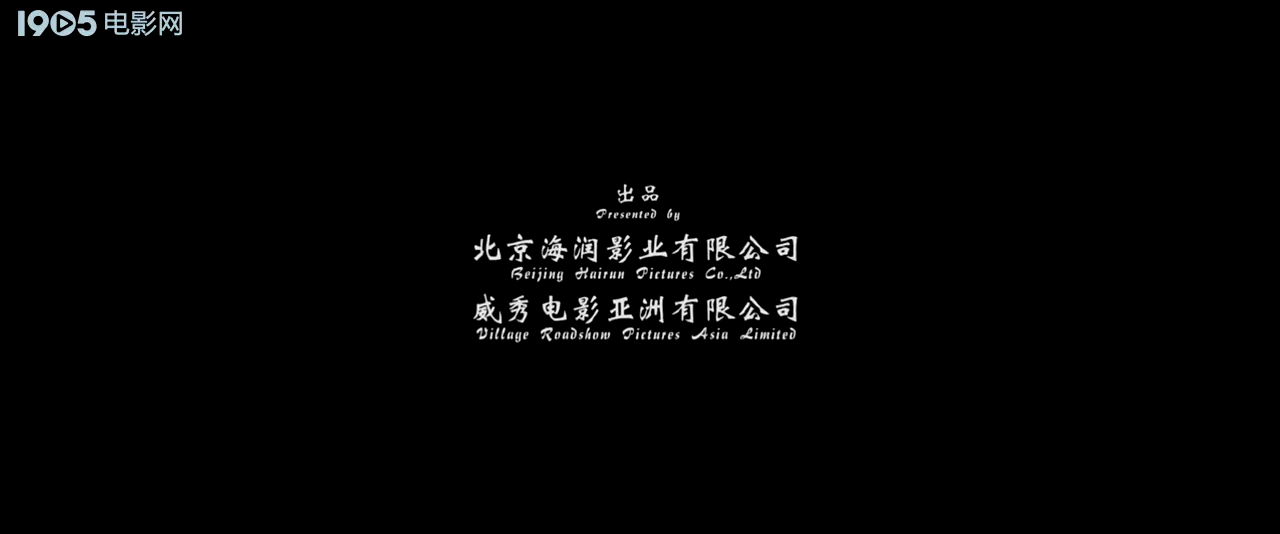 1905电影网
出品
Presented by
北京海润影业有限公司
Beijing Hairun Pictures Co.,Ltd
威秀电影亚洲有限公司
Village Roadshow Pictures Asia Limited